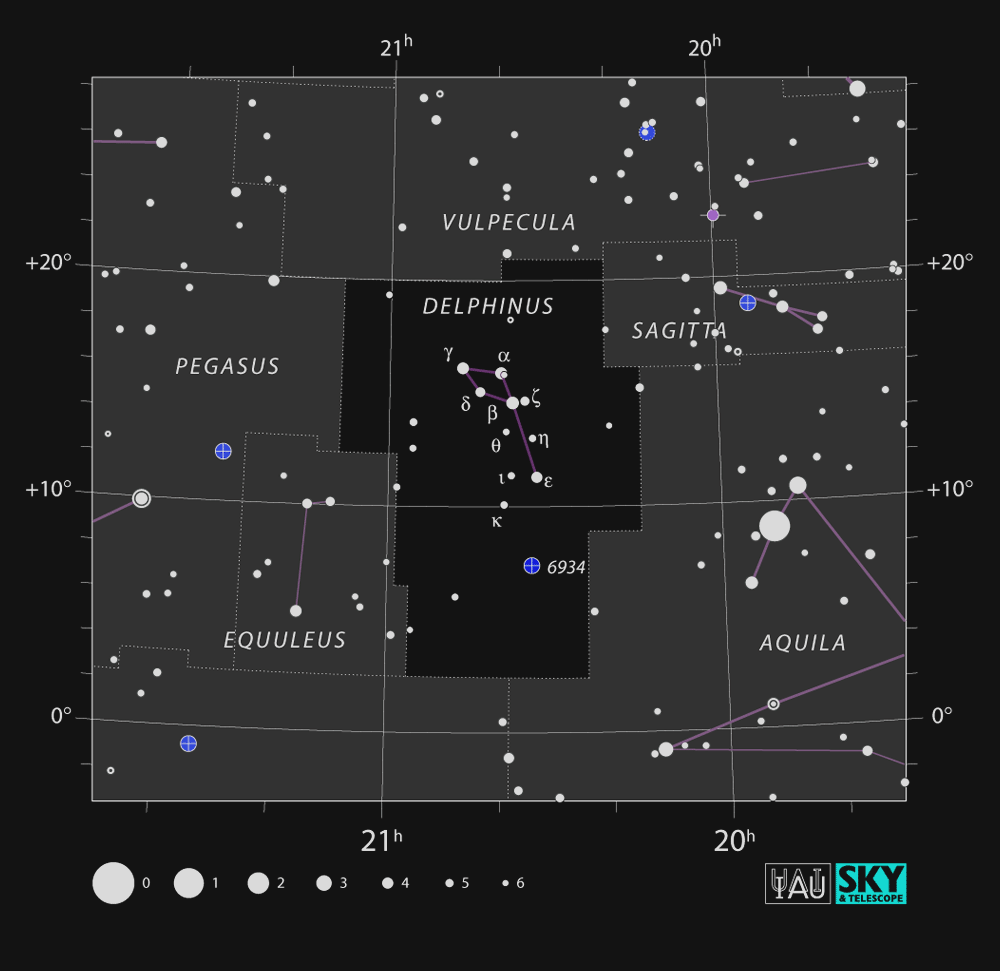 21h 20h
+20° +20°
VULPECULA
DELPHINUS
SAGITTA
PEGASUS
γ α
δ β ζ
θ η
ι ε
κ
+10° +10°
6934
EQUULEUS
AQUILA
0° 0°
21h 20h
0 1 2 3 4 5 6
IAU SKY
& TELESCOPE